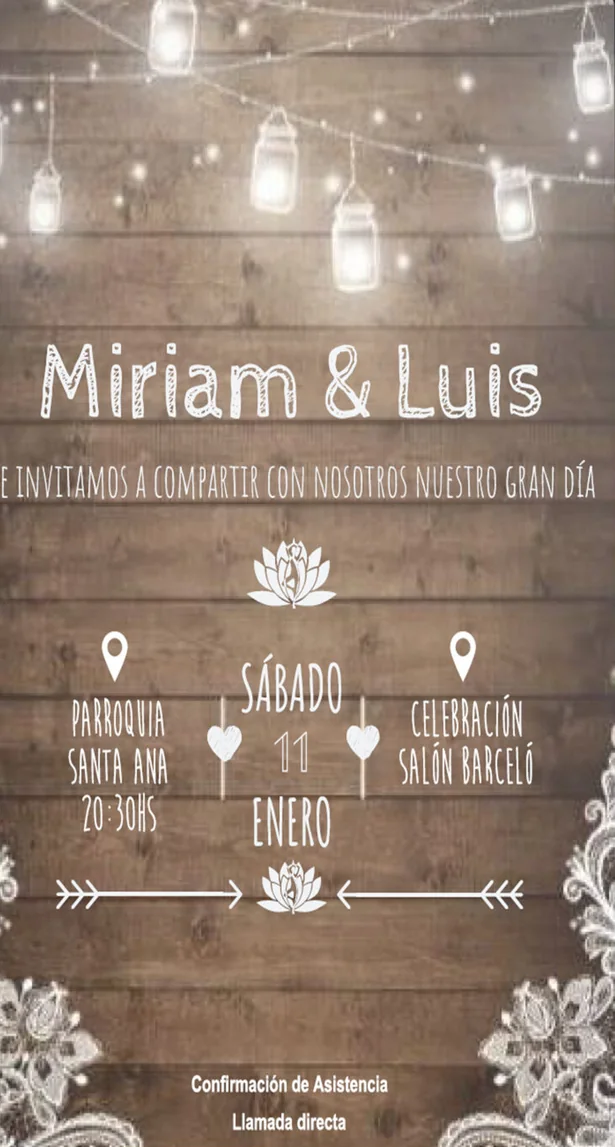 Miriam & Luis
E INVITAMOS A COMPARTIR CON NOSOTROS NUESTRO GRAN DÍA
PARROQUIA
SANTA ANA
20:30HS
SÁBADO
11
ENERO
CELEBRACIÓN
SALÓN BARCELÓ
Confirmación de Asistencia
Llamada directa